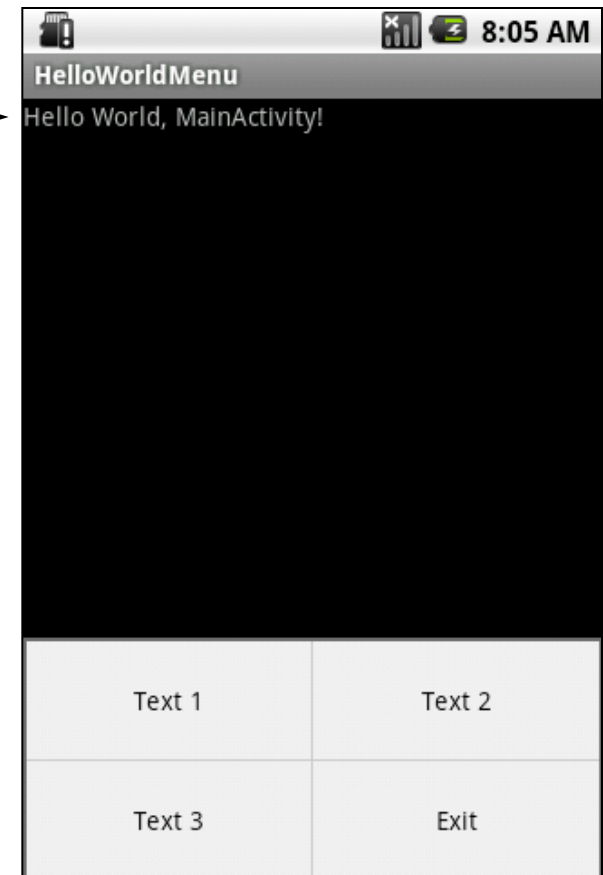 8:05 AM
HelloWorldMenu
Hello World, MainActivity!
Text 1 Text 2
Text 3 Exit